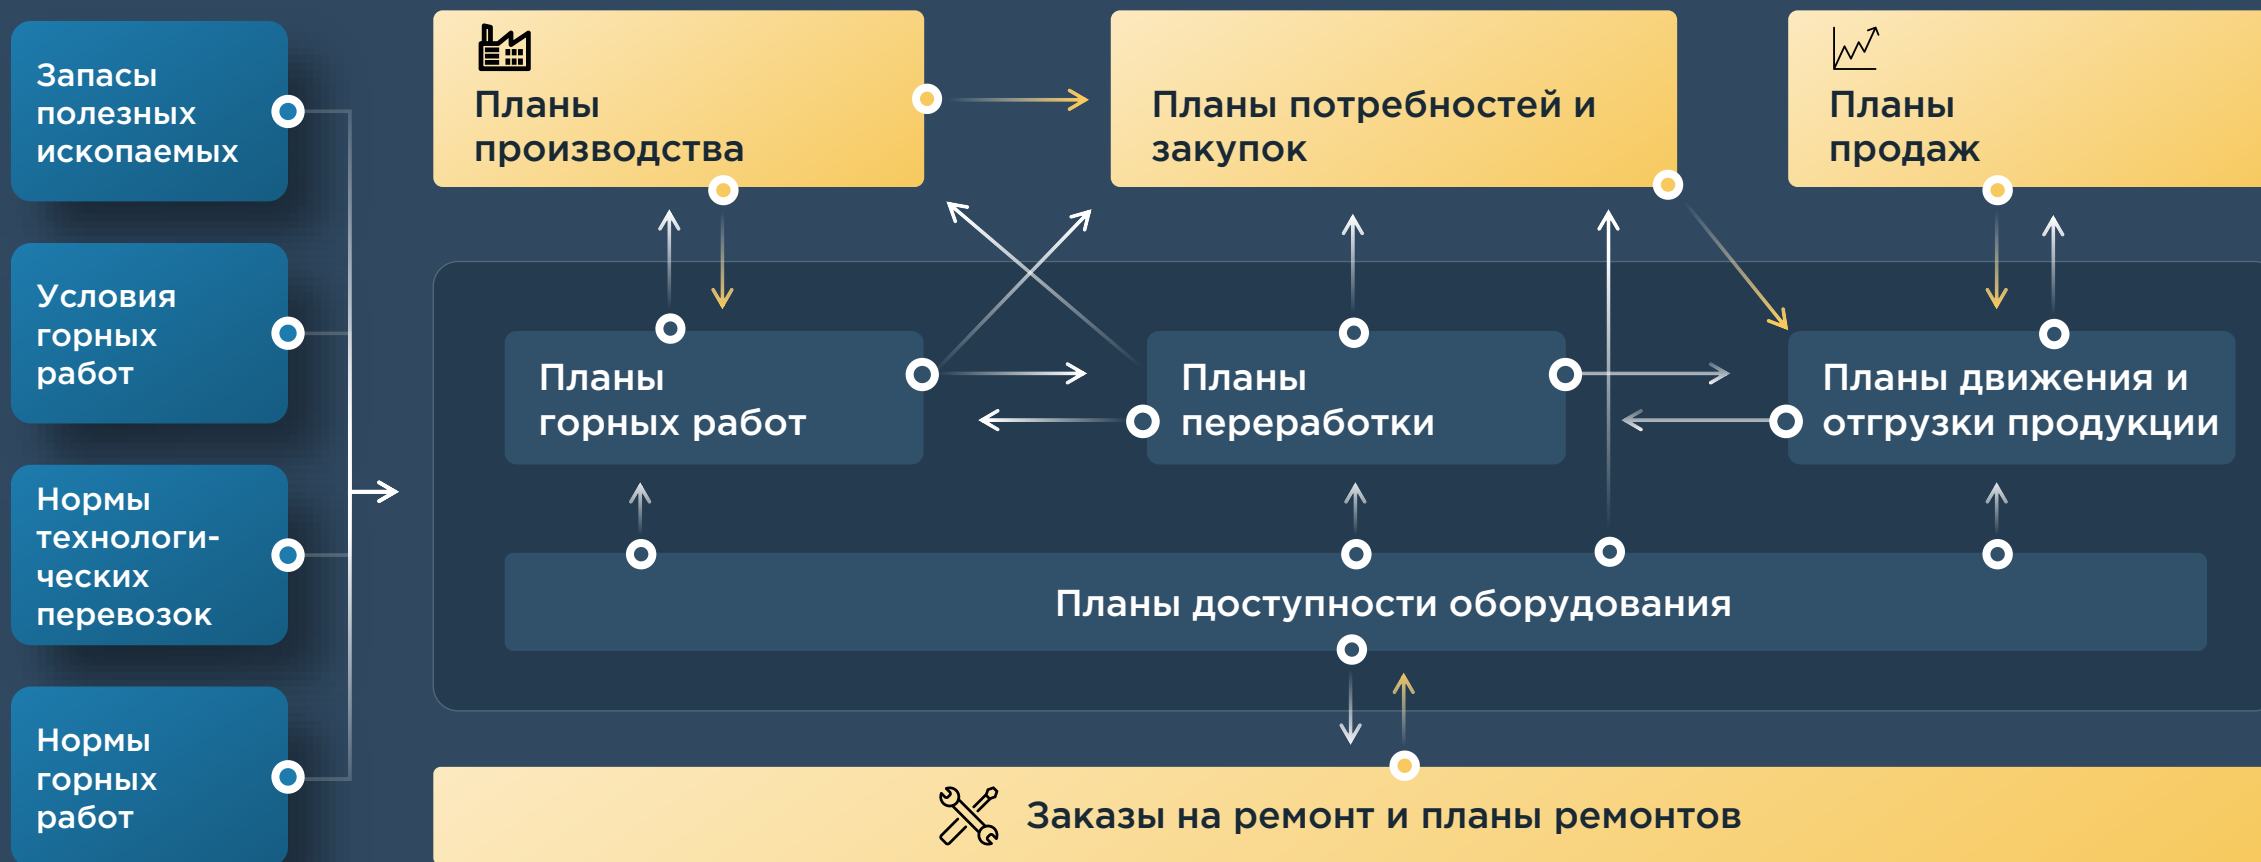 Запасы
полезных
ископаемых
Условия
горных
работ
Нормы
технологи-
ческих
перевозок
Нормы
горных
работ
Планы
производства
Планы потребностей и
закупок
Планы
продаж
Планы
горных работ
Планы
переработки
Планы движения и
отгрузки продукции
Планы доступности оборудования
Заказы на ремонт и планы ремонтов